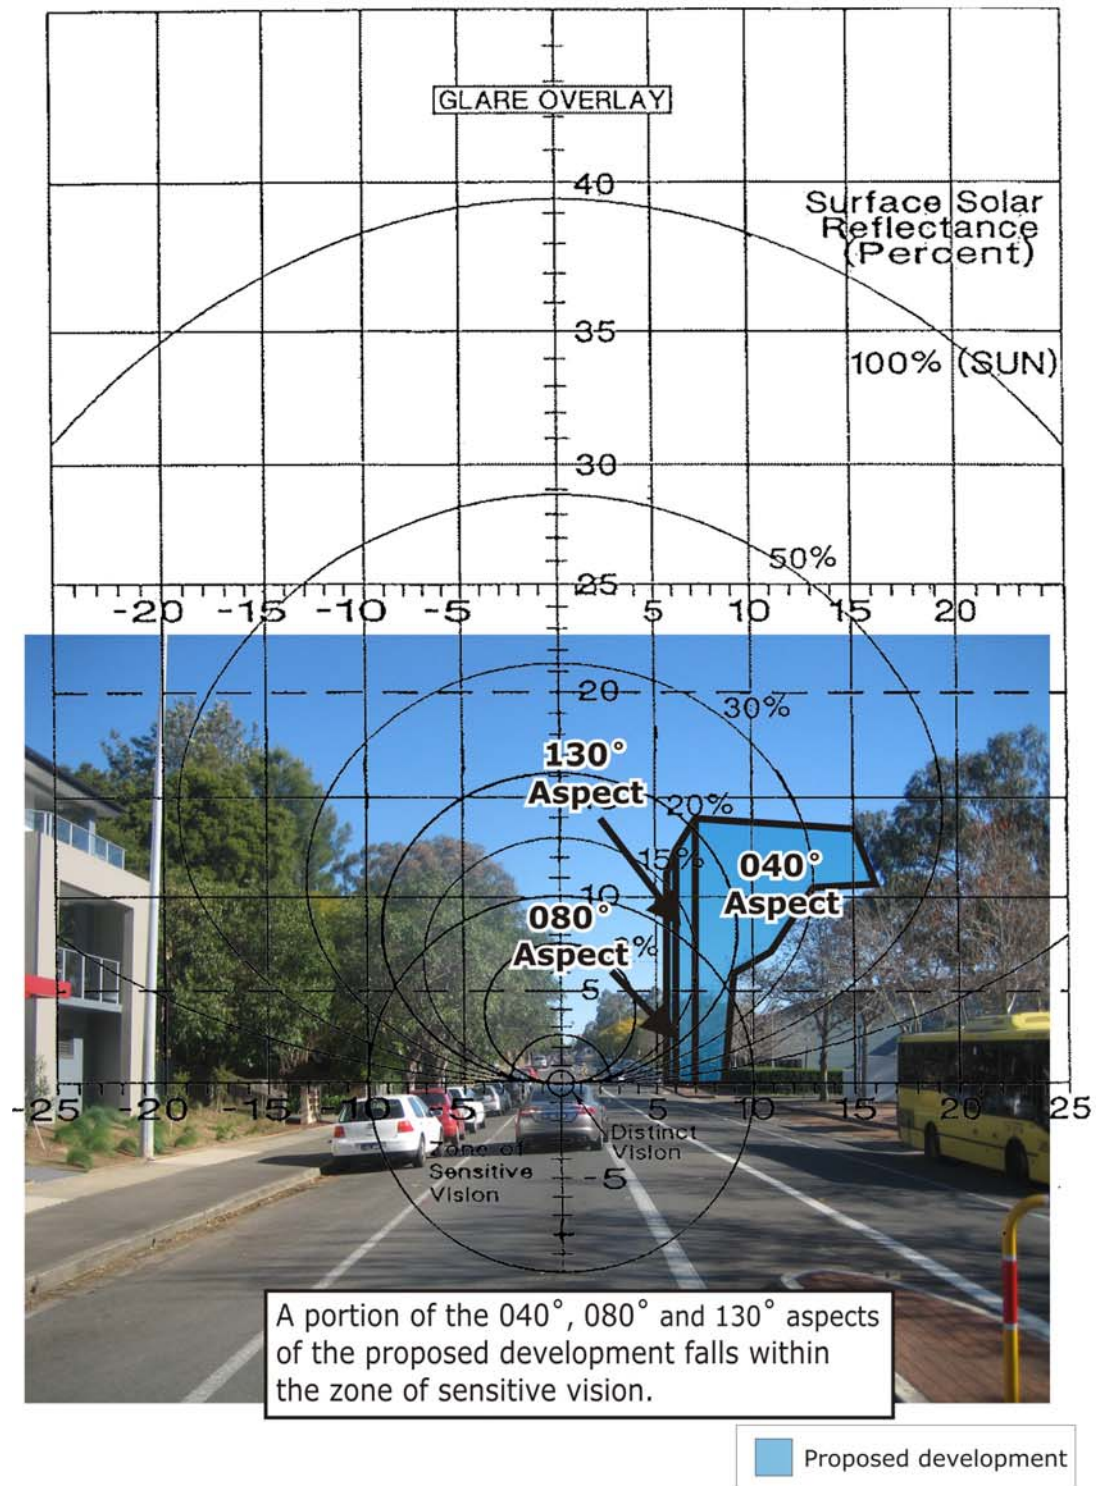 GLARE OVERLAY
40
Surface Solar
Reflectance
(Percent)
35
100% (SUN)
30
50%
25
-20 -15 -10 -5 5 10 15 20
20
30%
130°
Aspect
20%
15%
040°
Aspect
10
080°
Aspect
%
5
-25 -20 -15 -10 -5 5 10 20 25
Distinct
Vision
Zone of
Sensitive
Vision
-5
A portion of the 040°, 080° and 130° aspects
of the proposed development falls within
the zone of sensitive vision.
Proposed development